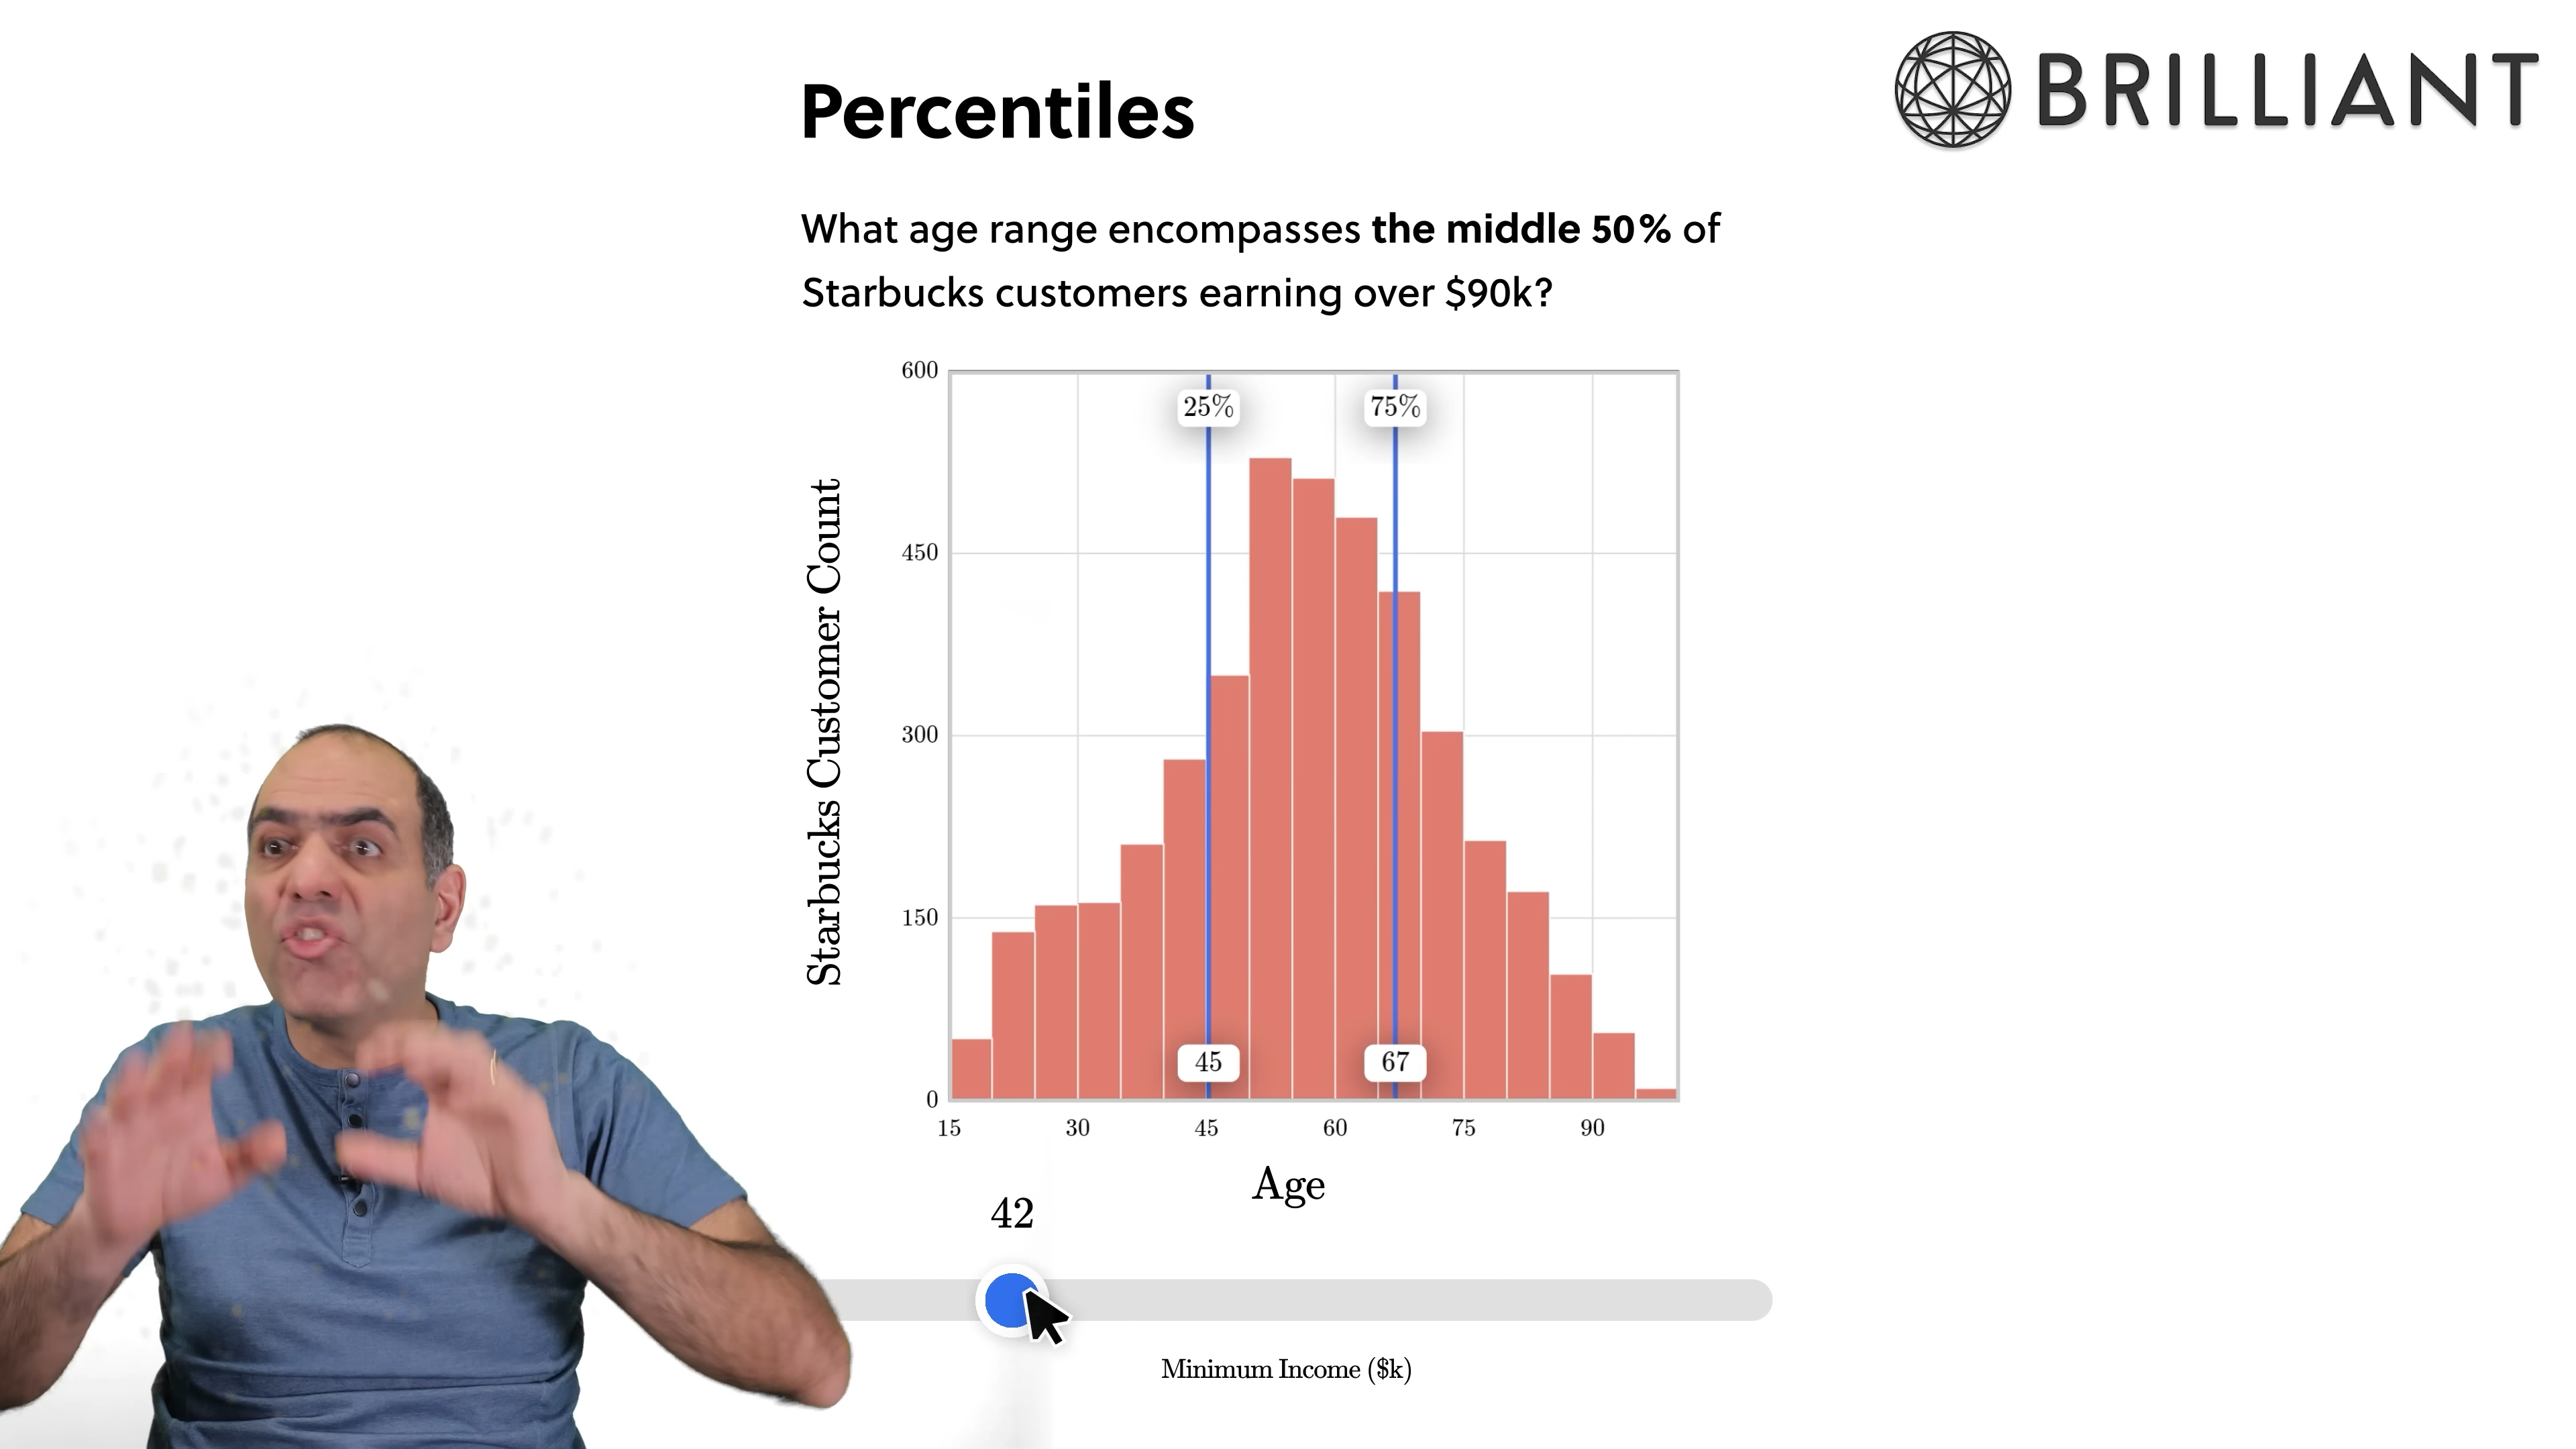 BRILLIANT
Percentiles
What age range encompasses the middle 50% of
Starbucks customers earning over $90k?
600
450
300
150
0
Starbucks Customer Count
25%
75%
45
67
15
30
45
60
75
90
Age
42
Minimum Income ($k)